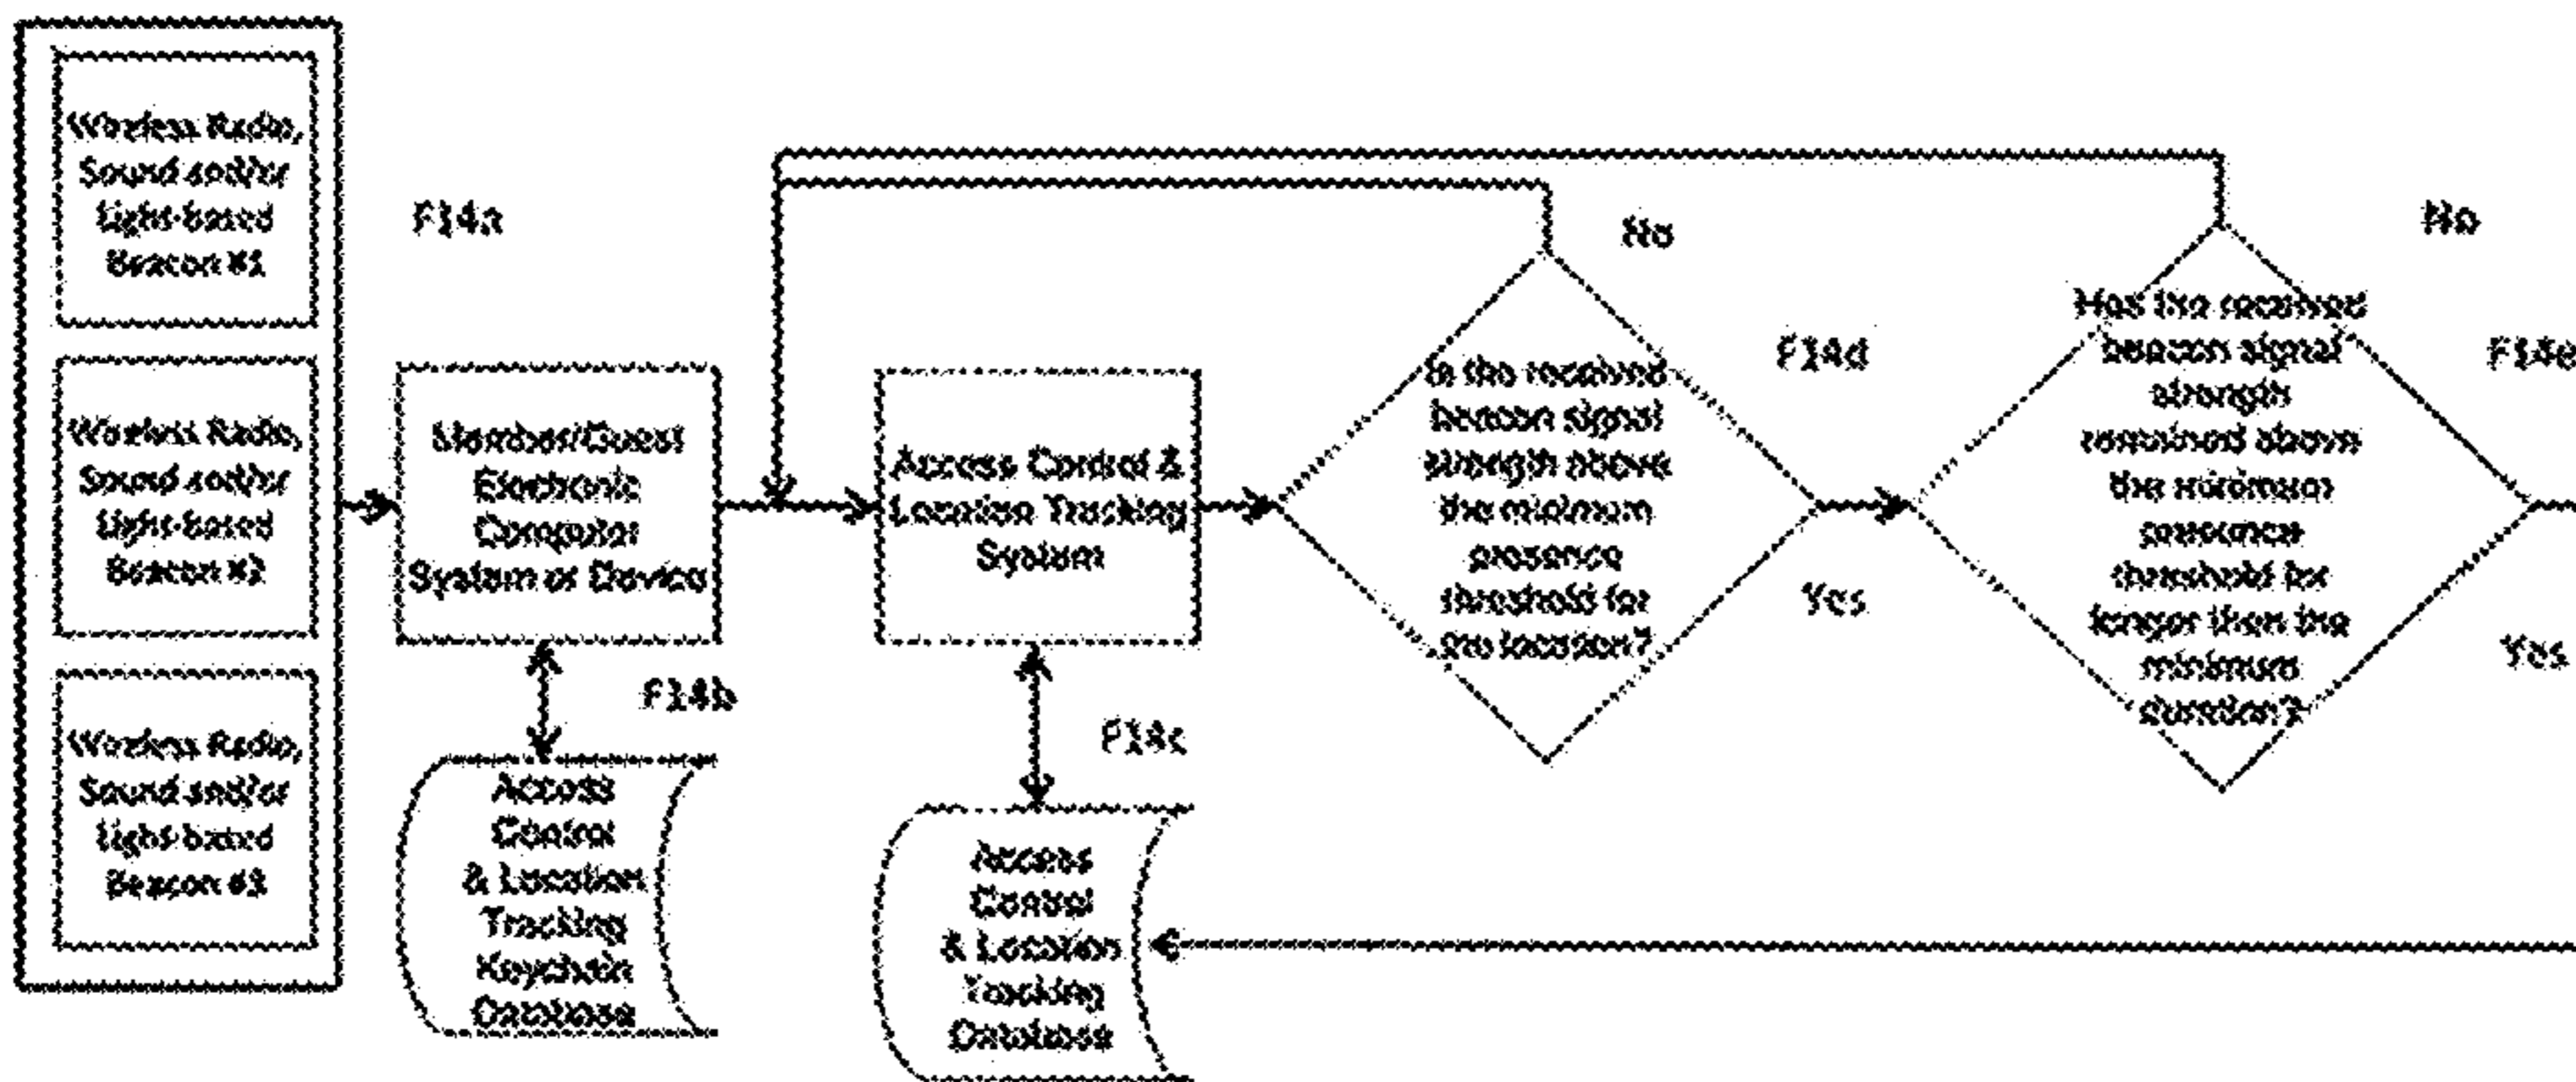 Wireless Radio,
Sound and/or
Light-based
Beacon #1
Wireless Radio,
Sound and/or
Light-based
Beacon #2
Wireless Radio,
Sound and/or
Light-based
Beacon #3
F14a
Member/Guest
Electronic
Computer
System or Device
F14b
Access
Control
& Location
Tracking
Keychain
Database
Access Control &
Location Tracking
System
F14c
Access
Control
& Location
Tracking
Database
No
Is the received
beacon signal
strength above
the minimum
presence
threshold for
the location?
F14d
Yes
No
Has the received
beacon signal
strength
remained above
the minimum
presence
threshold for
longer than the
minimum
duration?
F14e
Yes